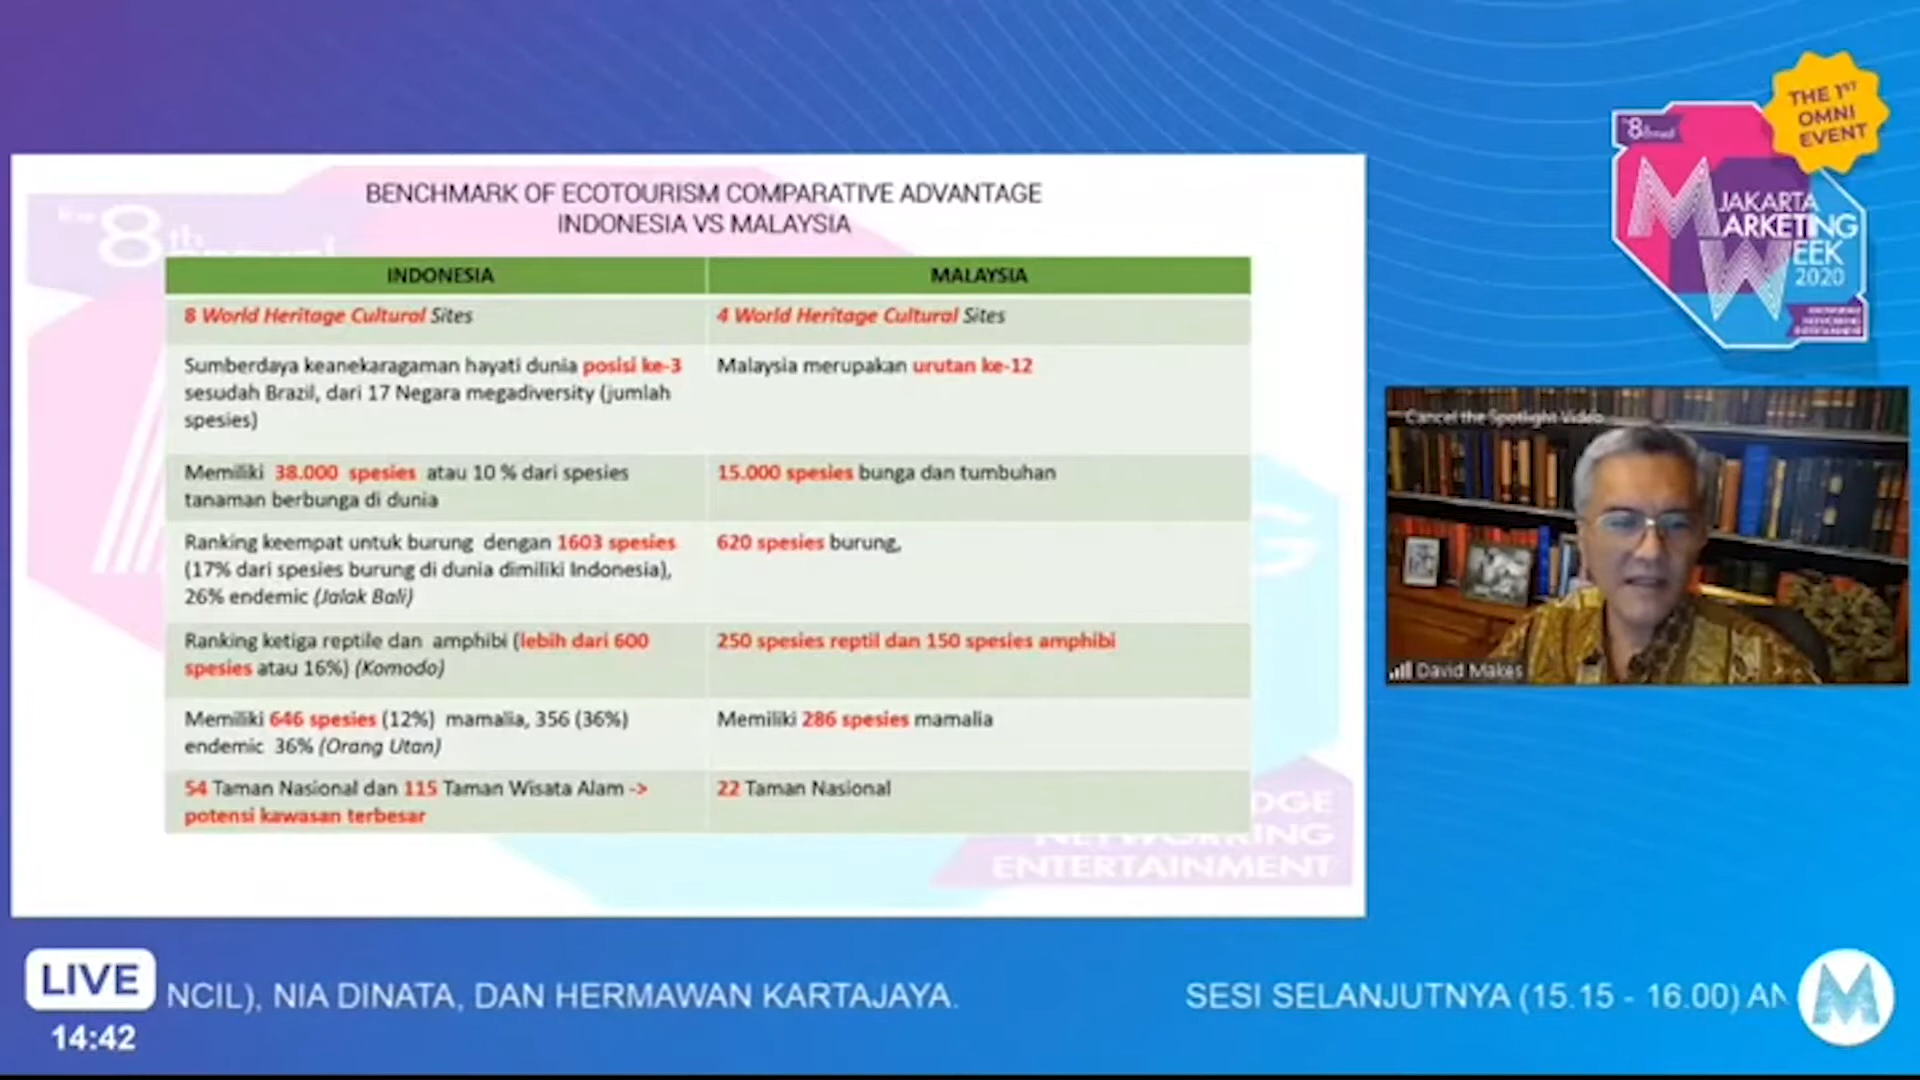 BENCHMARK OF ECOTOURISM COMPARATIVE ADVANTAGE
INDONESIA VS MALAYSIA
INDONESIA
MALAYSIA
8 World Heritage Cultural Sites
4 World Heritage Cultural Sites
Sumberdaya keanekaragaman hayati dunia posisi ke-3
sesudah Brazil, dari 17 Negara megadiversity (jumlah
spesies)
Malaysia merupakan urutan ke-12
Memiliki 38.000 spesies atau 10 % dari spesies
tanaman berbunga di dunia
15.000 spesies bunga dan tumbuhan
Ranking keempat untuk burung dengan 1603 spesies
(17% dari spesies burung di dunia dimiliki Indonesia),
26% endemic (Jalak Bali)
620 spesies burung,
Ranking ketiga reptile dan amphibi (lebih dari 600
spesies atau 16%) (Komodo)
250 spesies reptil dan 150 spesies amphibi
Memiliki 646 spesies (12%) mamalia, 356 (36%)
endemic 36% (Orang Utan)
Memiliki 286 spesies mamalia
54 Taman Nasional dan 115 Taman Wisata Alam ->
potensi kawasan terbesar
22 Taman Nasional
8th
ENTERTAINMENT
THE 1ST
OMNI
EVENT
8
JAKARTA
MARKETING
WEEK
2020
Cancel the Spotlight Video
David Makes
LIVE
14:42
NCIL), NIA DINATA, DAN HERMAWAN KARTAJAYA.
SESI SELANJUTNYA (15.15 - 16.00) AN
M